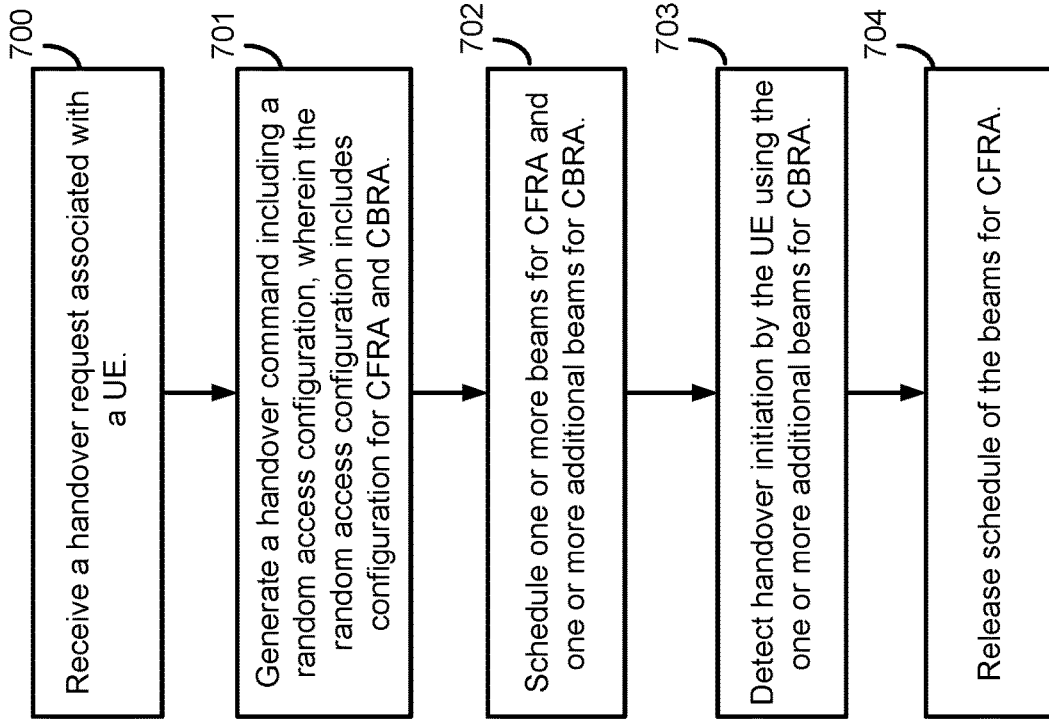 700
Receive a handover request associated with
a UE.
701
Generate a handover command including a
random access configuration, wherein the
random access configuration includes
configuration for CFRA and CBRA.
702
Schedule one or more beams for CFRA and
one or more additional beams for CBRA.
703
Detect handover initiation by the UE using the
one or more additional beams for CBRA.
704
Release schedule of the beams for CFRA.